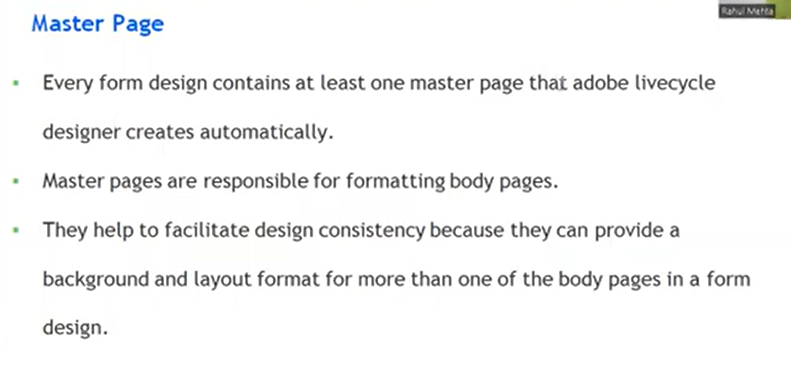 Rahul Mehta
Master Page
▪ Every form design contains at least one master page that adobe livecycle
designer creates automatically.
▪ Master pages are responsible for formatting body pages.
▪ They help to facilitate design consistency because they can provide a
background and layout format for more than one of the body pages in a form
design.